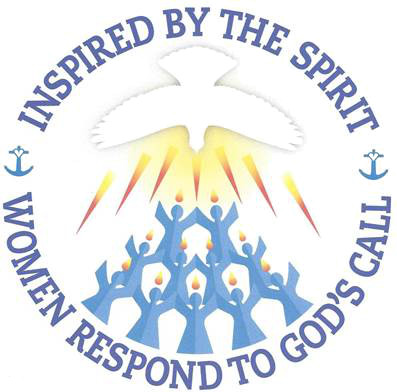 INSPIRED BY THE SPIRIT
WOMEN RESPOND TO GOD'S CALL